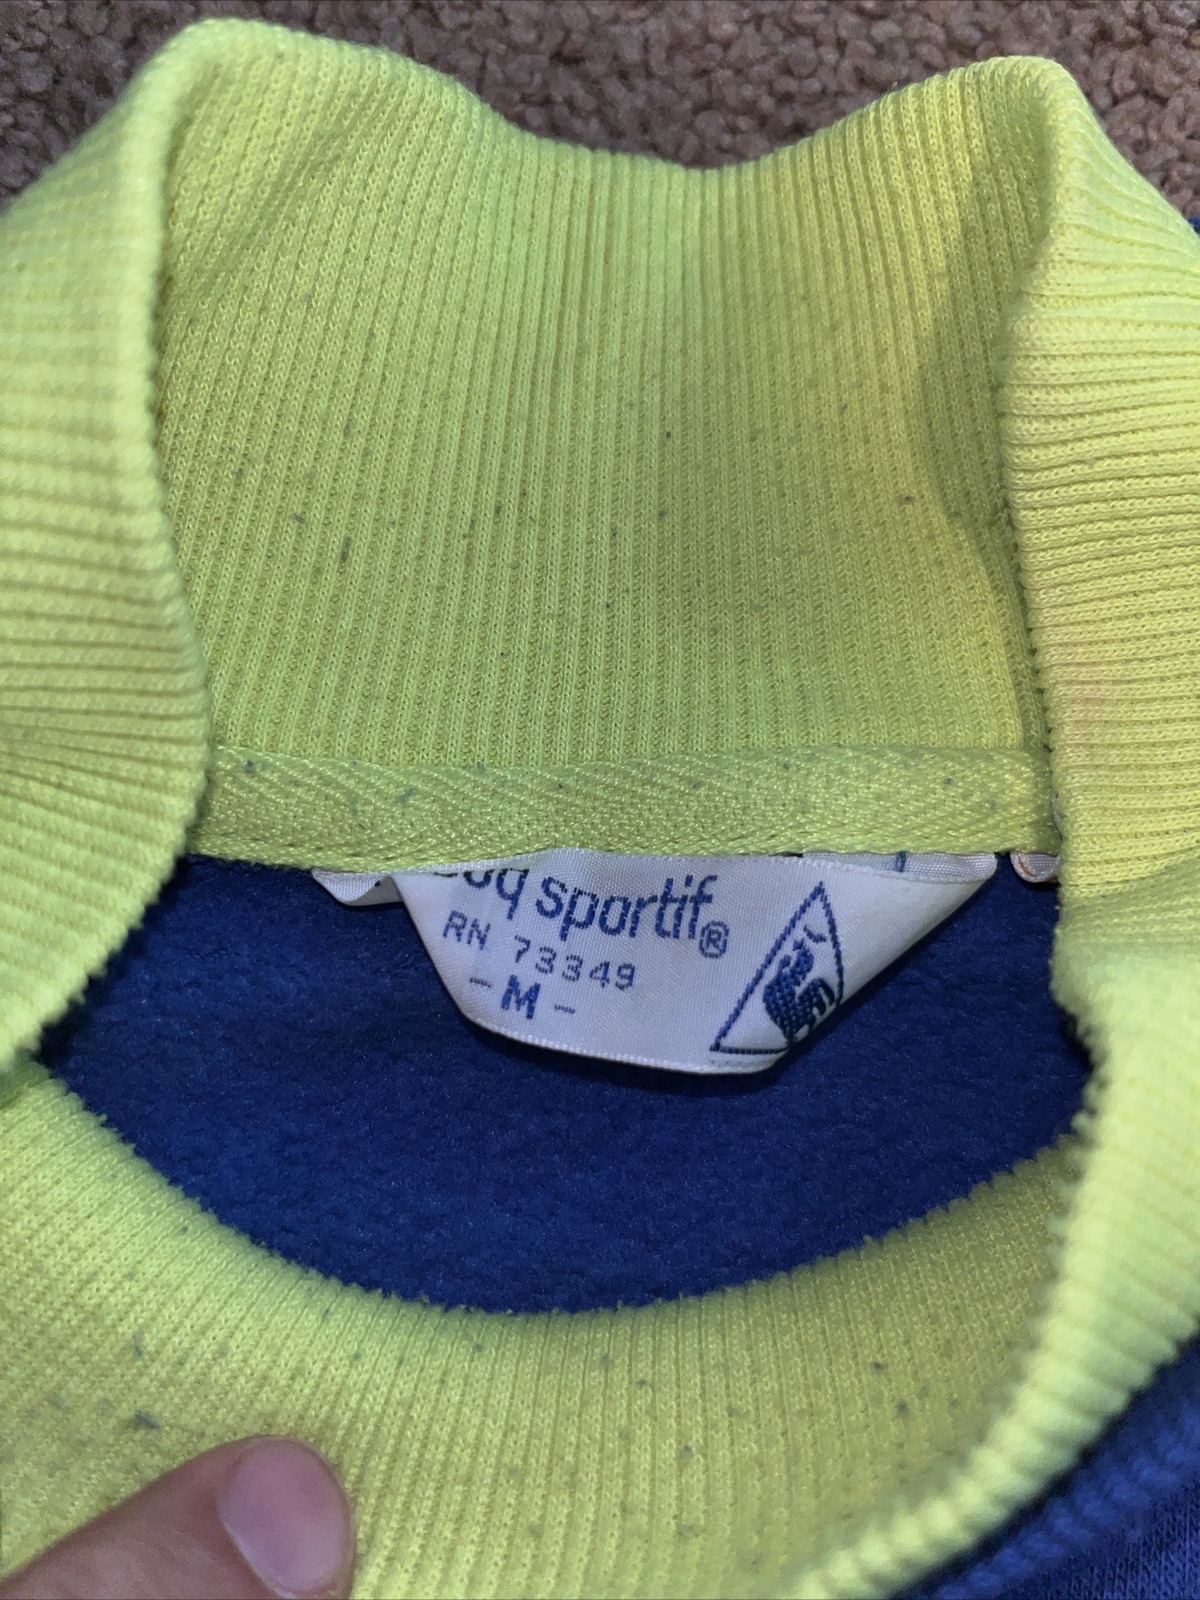 coq sportif®
RN 73349
- M -